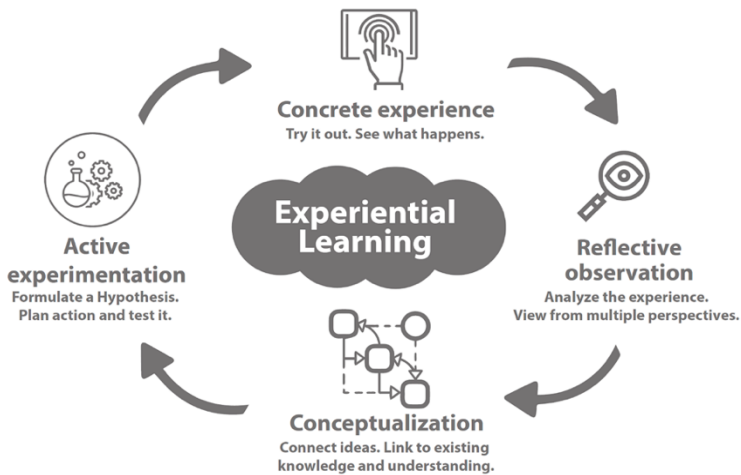 Concrete experience
Try it out. See what happens.
Experiential
Learning
Reflective
observation
Analyze the experience.
View from multiple perspectives.
Conceptualization
Connect ideas. Link to existing
knowledge and understanding.
Active
experimentation
Formulate a Hypothesis.
Plan action and test it.